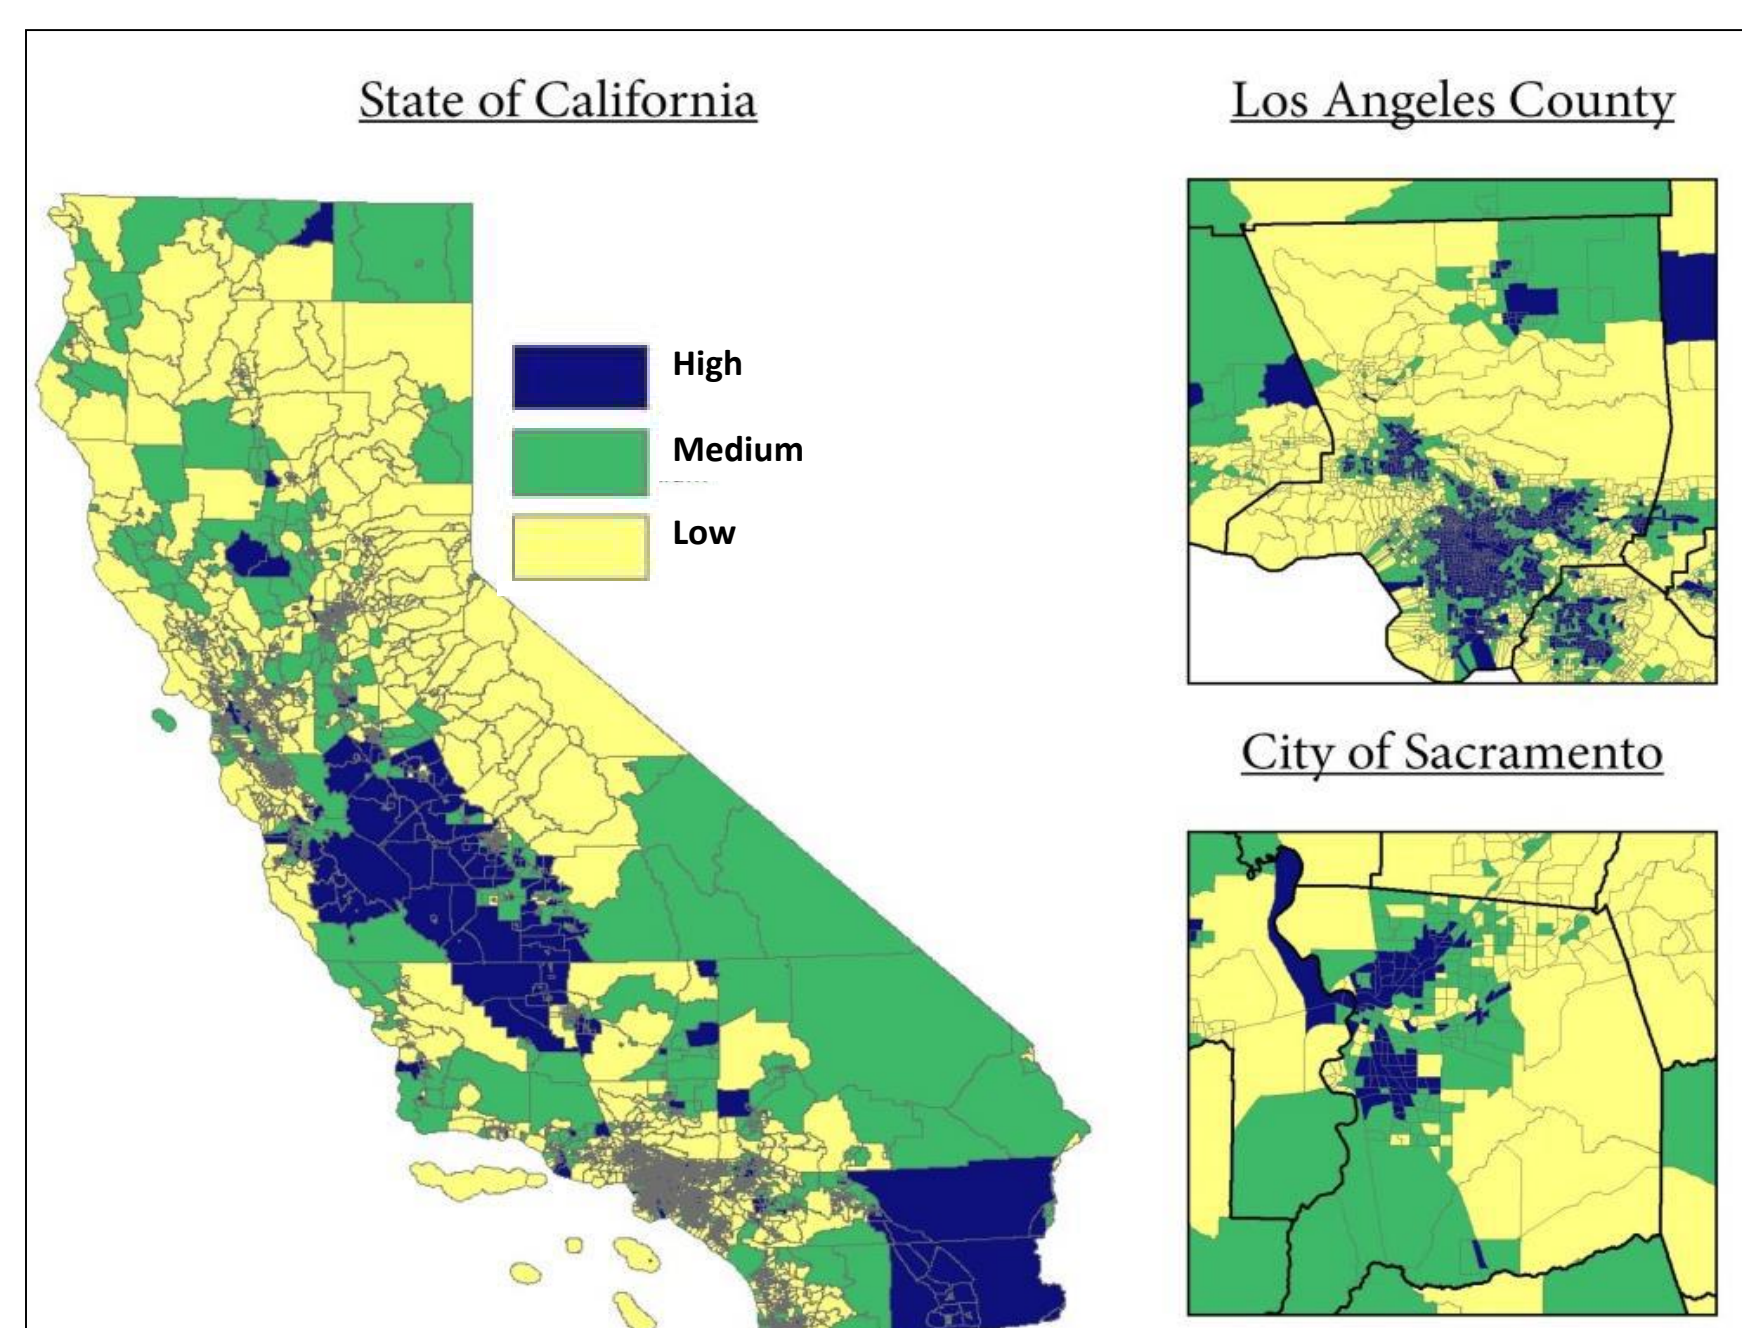 State of California
Los Angeles County
High
Medium
Low
City of Sacramento